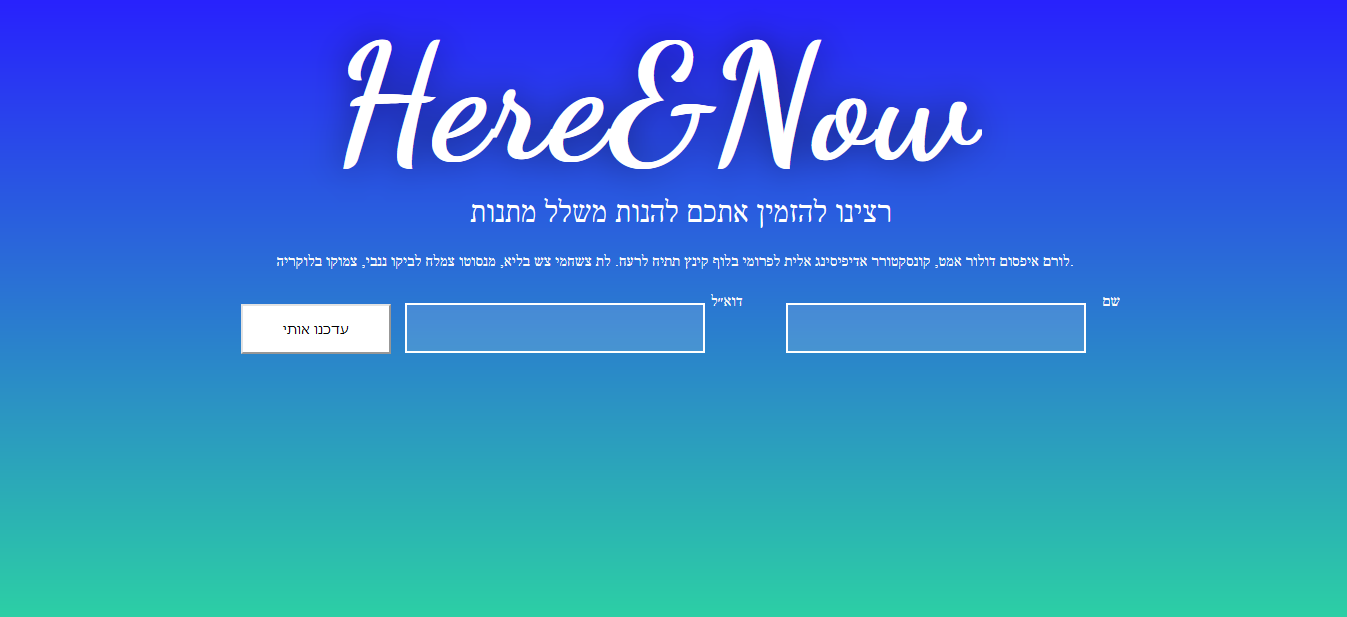 Here&Now
רצינו להזמין אתכם להנות משלל מתנות
לורם איפסום דולור אמט, קונסקטורר אדיפיסינג אלית לפרומי בלוף קינץ תתיח לרעח. לת צשחמי צש בליא, מנסוטו צמלח לביקו ננבי, צמוקו בלוקריה.
שם
דוא״ל
עדכנו אותי